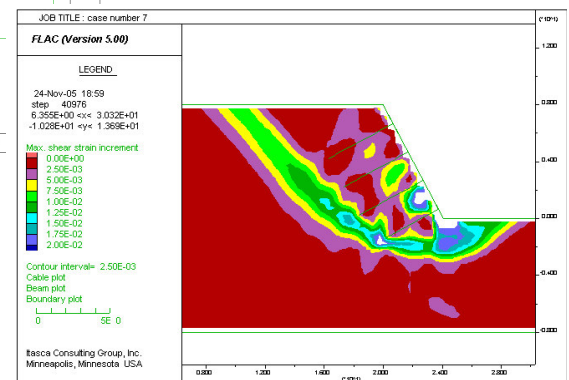 JOB TITLE : case number 7
FLAC (Version 5.00)
LEGEND
24-Nov-05 18:59
step 40976
6.355E+00 <x< 3.032E+01
-1.028E+01 <y< 1.369E+01
Max. shear strain increment
0.00E+00
2.50E-03
5.00E-03
7.50E-03
1.00E-02
1.25E-02
1.50E-02
1.75E-02
2.00E-02
Contour interval= 2.50E-03
Cable plot
Beam plot
Boundary plot
0 5E 0
Itasca Consulting Group, Inc.
Minneapolis, Minnesota USA
(*10^1)
1.200
0.800
0.400
0.000
-0.400
-0.800
0.800 1.200 1.600 2.000 2.400 2.800
(*10^1)